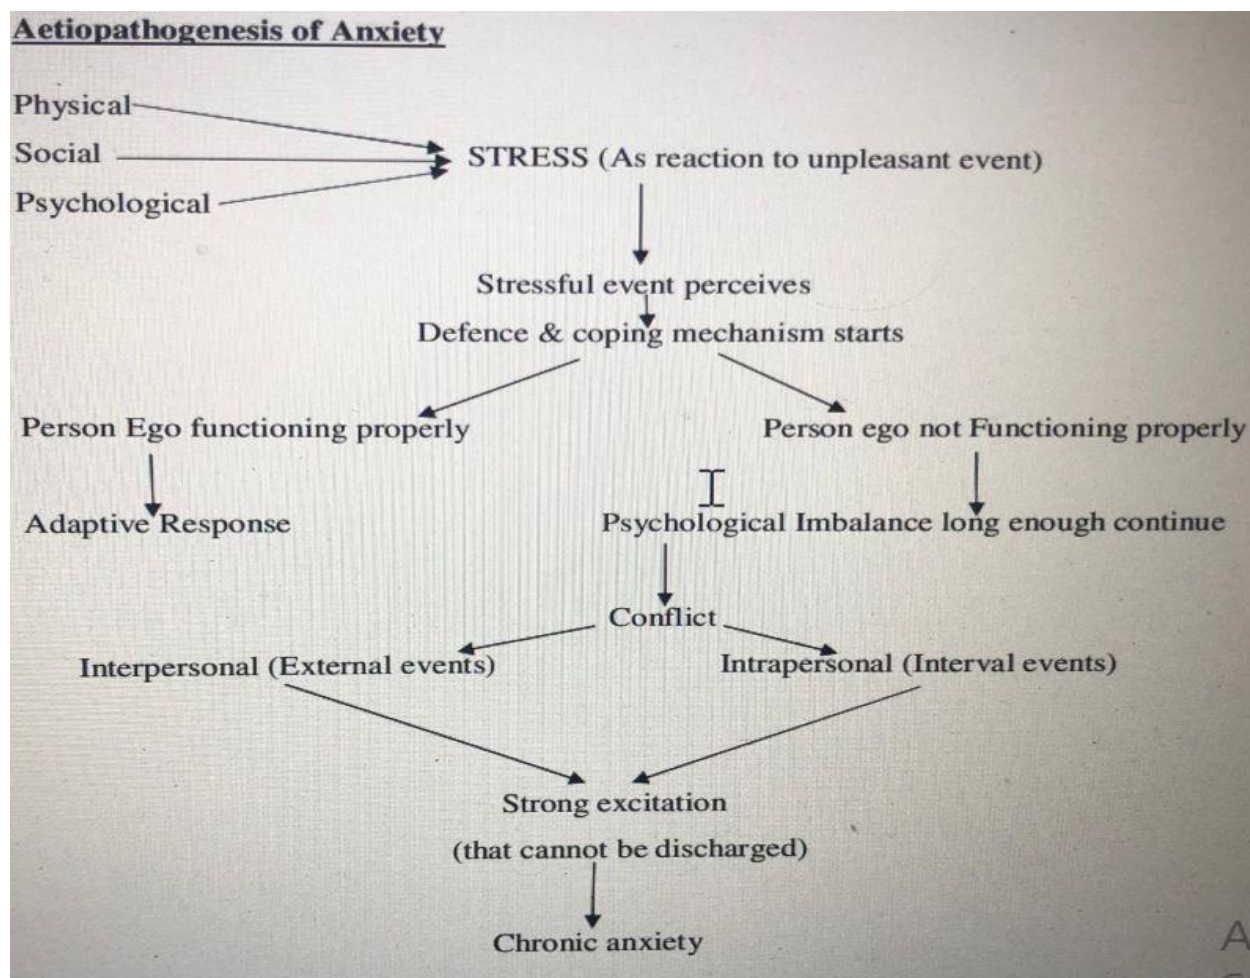 Aetiopathogenesis of Anxiety
Physical
Social
STRESS (As reaction to unpleasant event)
Psychological
Stressful event perceives
Defence & coping mechanism starts
Person Ego functioning properly
Person ego not Functioning properly
Adaptive Response
Psychological Imbalance long enough continue
Conflict
Interpersonal (External events)
Intrapersonal (Interval events)
Strong excitation
(that cannot be discharged)
Chronic anxiety
A